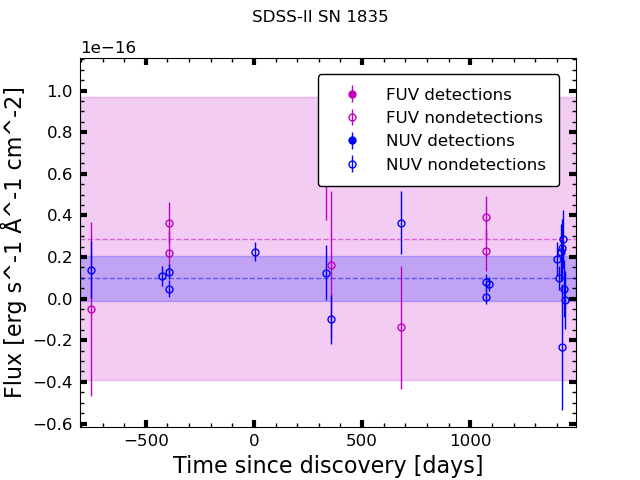 SDSS-II SN 1835
1e−16
FUV detections
FUV nondetections
NUV detections
NUV nondetections
1.0
0.8
0.6
0.4
0.2
0.0
−0.2
−0.4
−0.6
Flux [erg s^-1 Å^-1 cm^-2]
−500
0
500
1000
Time since discovery [days]